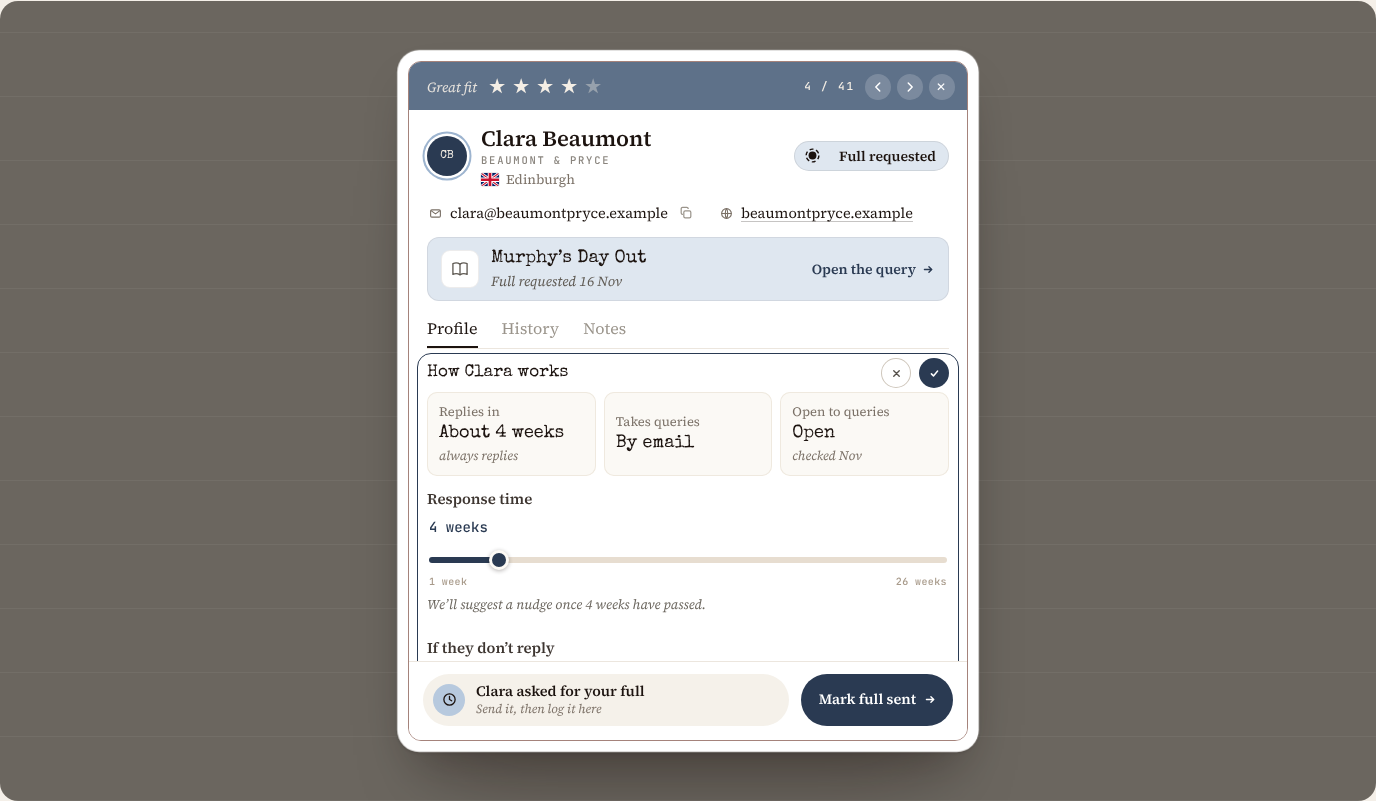 Great fit
4 / 41
CB
Clara Beaumont
BEAUMONT & PRYCE
Edinburgh
Full requested
clara@beaumontpryce.example
beaumontpryce.example
Murphy’s Day Out
Full requested 16 Nov
Open the query →
Profile
History
Notes
How Clara works
Replies in
About 4 weeks
always replies
Takes queries
By email
Open to queries
Open
checked Nov
Response time
4 weeks
1 week
26 weeks
We’ll suggest a nudge once 4 weeks have passed.
If they don’t reply
Clara asked for your full
Send it, then log it here
Mark full sent →